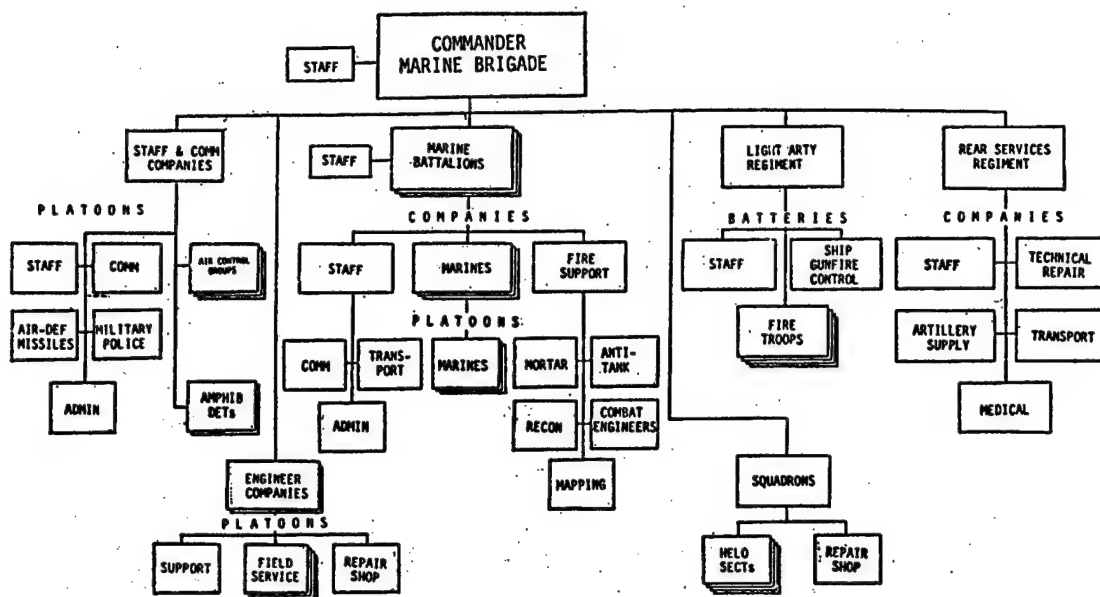 COMMANDER
MARINE BRIGADE
STAFF
STAFF & COMM
COMPANIES
STAFF
MARINE
BATTALIONS
LIGHT ARTY
REGIMENT
REAR SERVICES
REGIMENT
PLATOONS
STAFF
COMM
AIR CONTROL
GROUPS
AIR-DEF
MISSILES
MILITARY
POLICE
ADMIN
AMPHIB
DETs
COMPANIES
STAFF
MARINES
FIRE
SUPPORT
COMM
TRANS-
PORT
ADMIN
PLATOONS
MARINES
MORTAR
ANTI-
TANK
RECON
COMBAT
ENGINEERS
MAPPING
BATTERIES
STAFF
SHIP
GUNFIRE
CONTROL
FIRE
TROOPS
COMPANIES
STAFF
TECHNICAL
REPAIR
ARTILLERY
SUPPLY
TRANSPORT
MEDICAL
ENGINEER
COMPANIES
PLATOONS
SUPPORT
FIELD
SERVICE
REPAIR
SHOP
SQUADRONS
HELO
SECTs
REPAIR
SHOP